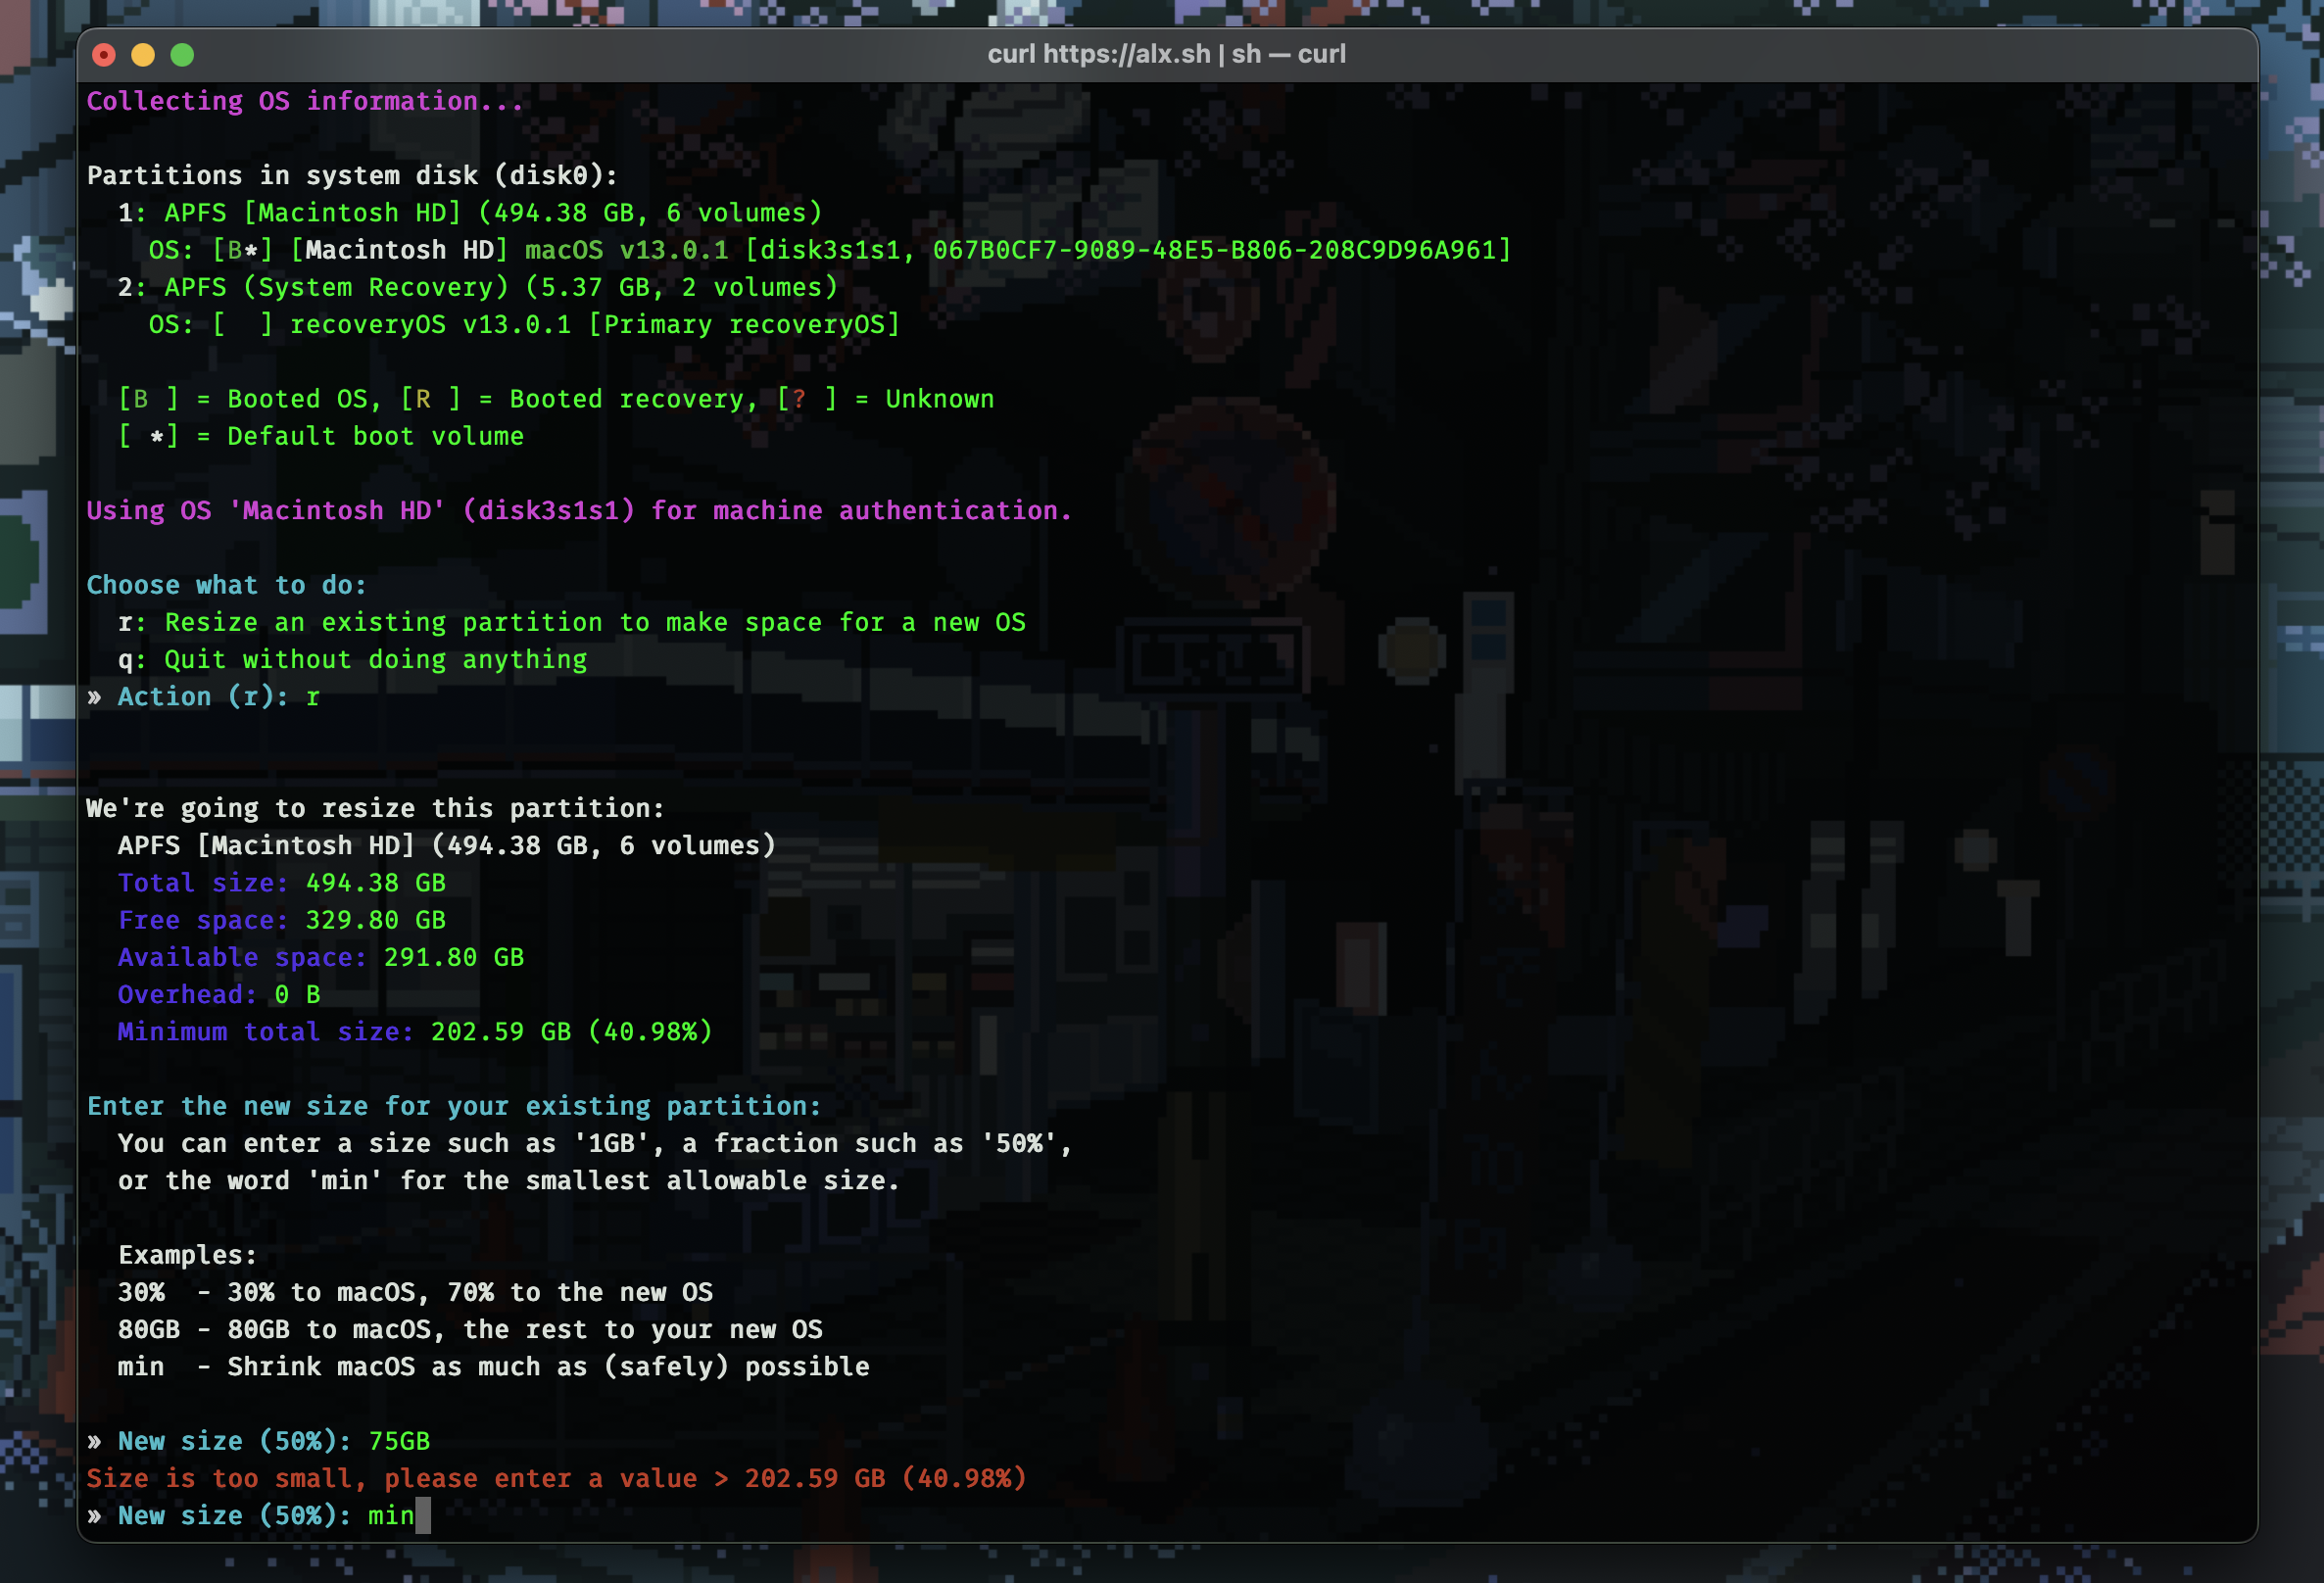 curl https://alx.sh | sh — curl
Collecting OS information...
Partitions in system disk (disk0):
1: APFS [Macintosh HD] (494.38 GB, 6 volumes)
OS: [B*] [Macintosh HD] macOS v13.0.1 [disk3s1s1, 067B0CF7-9089-48E5-B806-208C9D96A961]
2: APFS (System Recovery) (5.37 GB, 2 volumes)
OS: [  ] recoveryOS v13.0.1 [Primary recoveryOS]
[B ] = Booted OS, [R ] = Booted recovery, [? ] = Unknown
[ *] = Default boot volume
Using OS 'Macintosh HD' (disk3s1s1) for machine authentication.
Choose what to do:
r: Resize an existing partition to make space for a new OS
q: Quit without doing anything
» Action (r): r
We're going to resize this partition:
APFS [Macintosh HD] (494.38 GB, 6 volumes)
Total size: 494.38 GB
Free space: 329.80 GB
Available space: 291.80 GB
Overhead: 0 B
Minimum total size: 202.59 GB (40.98%)
Enter the new size for your existing partition:
You can enter a size such as '1GB', a fraction such as '50%',
or the word 'min' for the smallest allowable size.
Examples:
30%  - 30% to macOS, 70% to the new OS
80GB - 80GB to macOS, the rest to your new OS
min  - Shrink macOS as much as (safely) possible
» New size (50%): 75GB
Size is too small, please enter a value > 202.59 GB (40.98%)
» New size (50%): min